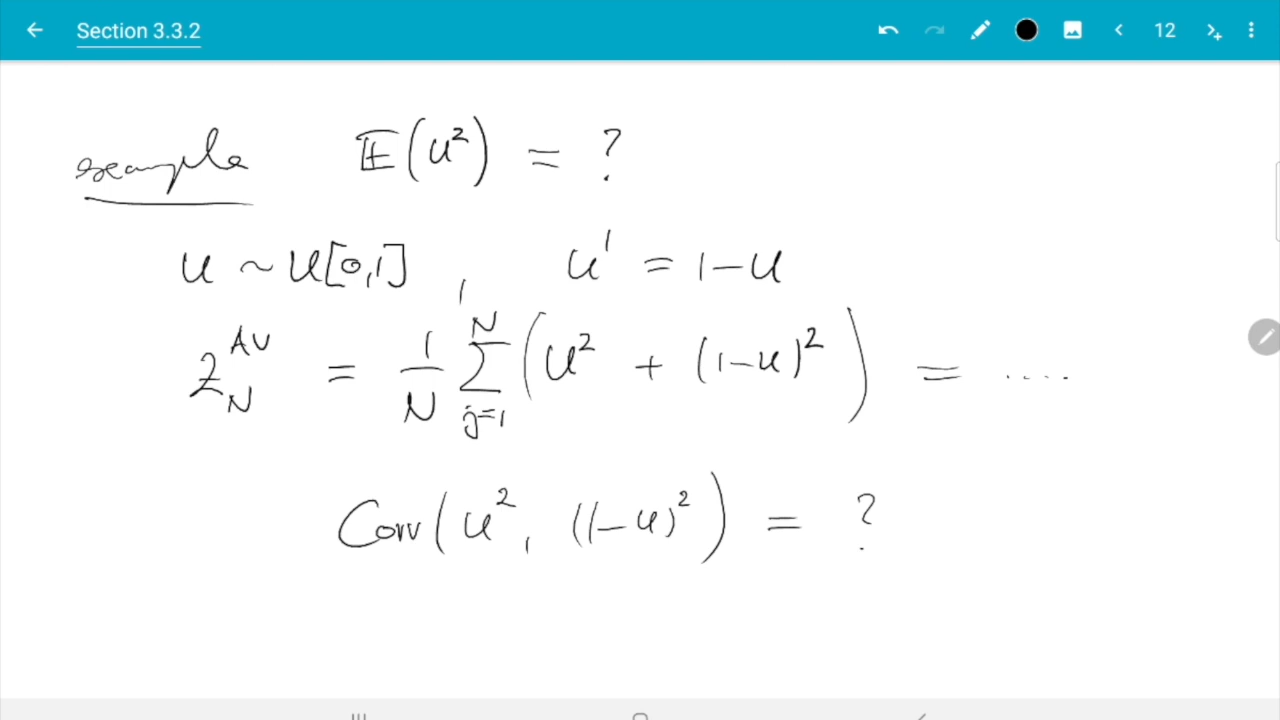 Section 3.3.2
12
example 𝔼(U²) = ?
U ~ U[0,1], U' = 1-U
Z_N^AV = 1/N ∑_{j=1}^N (U² + (1-U)²) = ....
Corr(U², (1-U)²) = ?